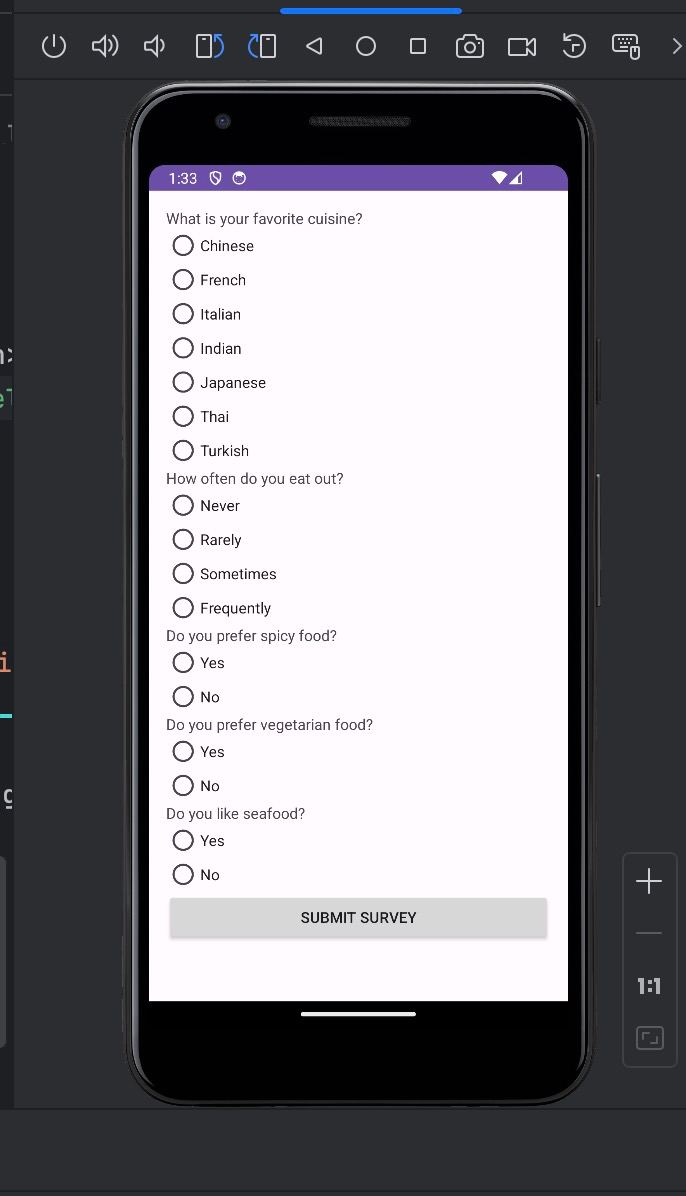 1:33
What is your favorite cuisine?
Chinese
French
Italian
Indian
Japanese
Thai
Turkish
How often do you eat out?
Never
Rarely
Sometimes
Frequently
Do you prefer spicy food?
Yes
No
Do you prefer vegetarian food?
Yes
No
Do you like seafood?
Yes
No
SUBMIT SURVEY
1:1